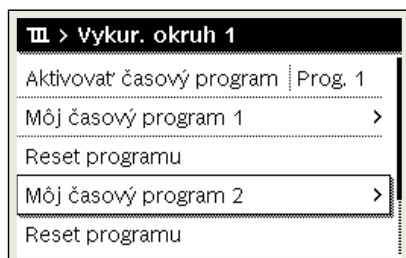 > Vykur. okruh 1
Aktivovať časový program Prog. 1
Môj časový program 1 >
Reset programu
Môj časový program 2 >
Reset programu